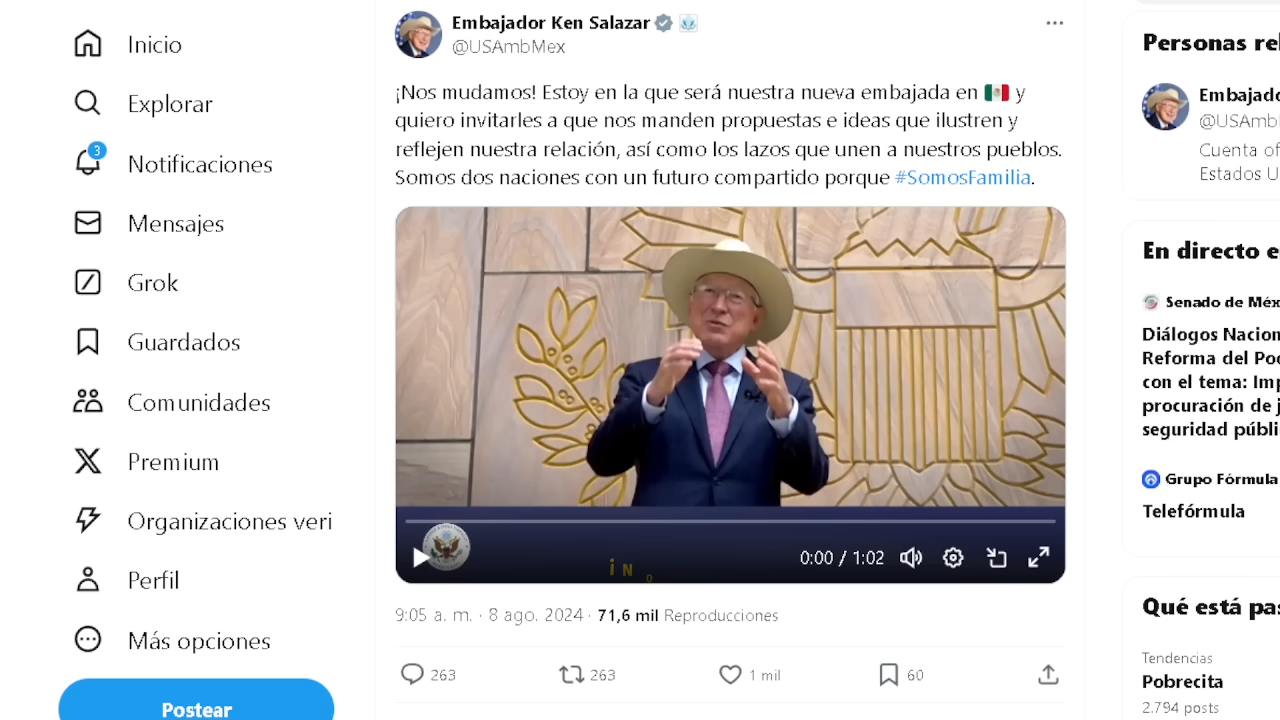 Inicio
Explorar
3
Notificaciones
Mensajes
Grok
Guardados
Comunidades
Premium
Organizaciones veri
Perfil
Más opciones
Postear
Embajador Ken Salazar
@USAmbMex
¡Nos mudamos! Estoy en la que será nuestra nueva embajada en 🇲🇽 y
quiero invitarles a que nos manden propuestas e ideas que ilustren y
reflejen nuestra relación, así como los lazos que unen a nuestros pueblos.
Somos dos naciones con un futuro compartido porque #SomosFamilia.
0:00 / 1:02
9:05 a. m. · 8 ago. 2024 · 71,6 mil Reproducciones
263
263
1 mil
60
Personas rel
Embajado
@USAmb
Cuenta of
Estados U
En directo e
Senado de Méx
Diálogos Nacion
Reforma del Pod
con el tema: Imp
procuración de j
seguridad públi
Grupo Fórmula
Telefórmula
Qué está pas
Tendencias
Pobrecita
2.794 posts